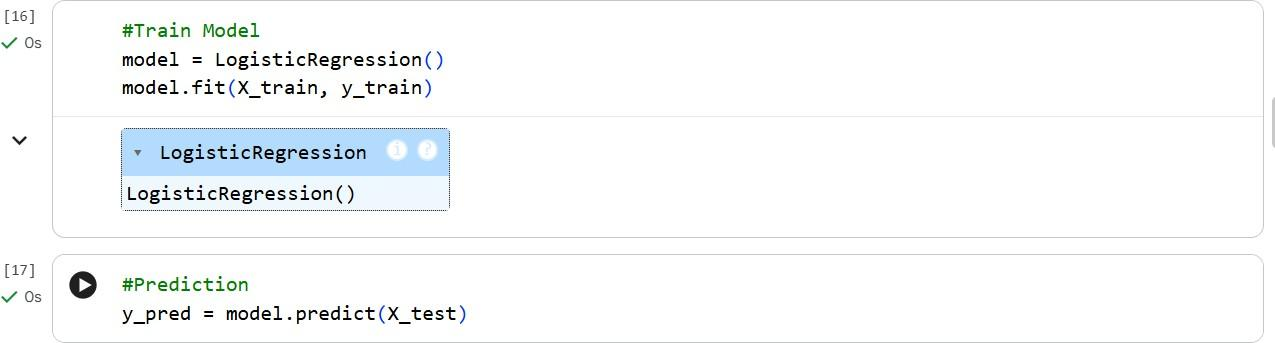 [16]
0s
#Train Model
model = LogisticRegression()
model.fit(X_train, y_train)
LogisticRegression i ?
LogisticRegression()
[17]
0s
#Prediction
y_pred = model.predict(X_test)